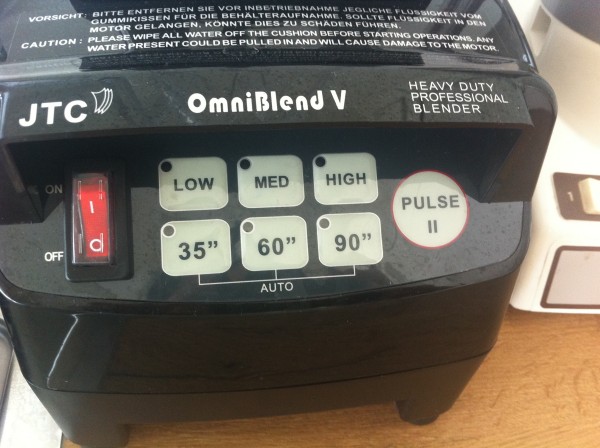 VORSICHT: BITTE ENTFERNEN SIE VOR INBETRIEBNAHME JEGLICHE FLÜSSIGKEIT VOM
GUMMIKISSEN FÜR DIE BEHÄLTERAUFNAHME. SOLLTE FLÜSSIGKEIT IN DEN
MOTOR GELANGEN, KÖNNTE DIES ZU SCHÄDEN FÜHREN.
CAUTION : PLEASE WIPE ALL WATER OFF THE CUSHION BEFORE STARTING OPERATIONS. ANY
WATER PRESENT COULD BE PULLED IN AND WILL CAUSE DAMAGE TO THE MOTOR.
JTC
OmniBlend V
HEAVY DUTY
PROFESSIONAL
BLENDER
ON
OFF
LOW
MED
HIGH
PULSE
II
35"
60"
90"
AUTO